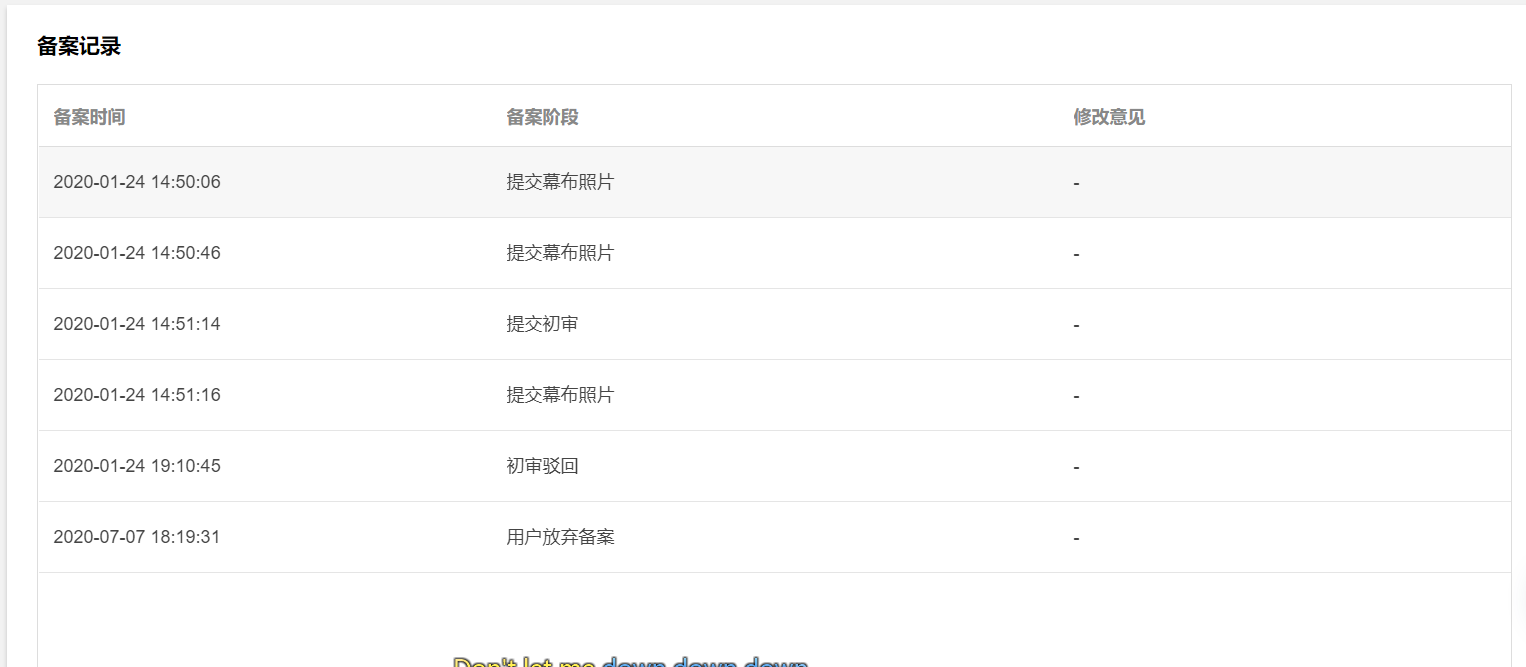 备案记录
备案时间 备案阶段 修改意见
2020-01-24 14:50:06 提交幕布照片 -
2020-01-24 14:50:46 提交幕布照片 -
2020-01-24 14:51:14 提交初审 -
2020-01-24 14:51:16 提交幕布照片 -
2020-01-24 19:10:45 初审驳回 -
2020-07-07 18:19:31 用户放弃备案 -
Don't let me down down down